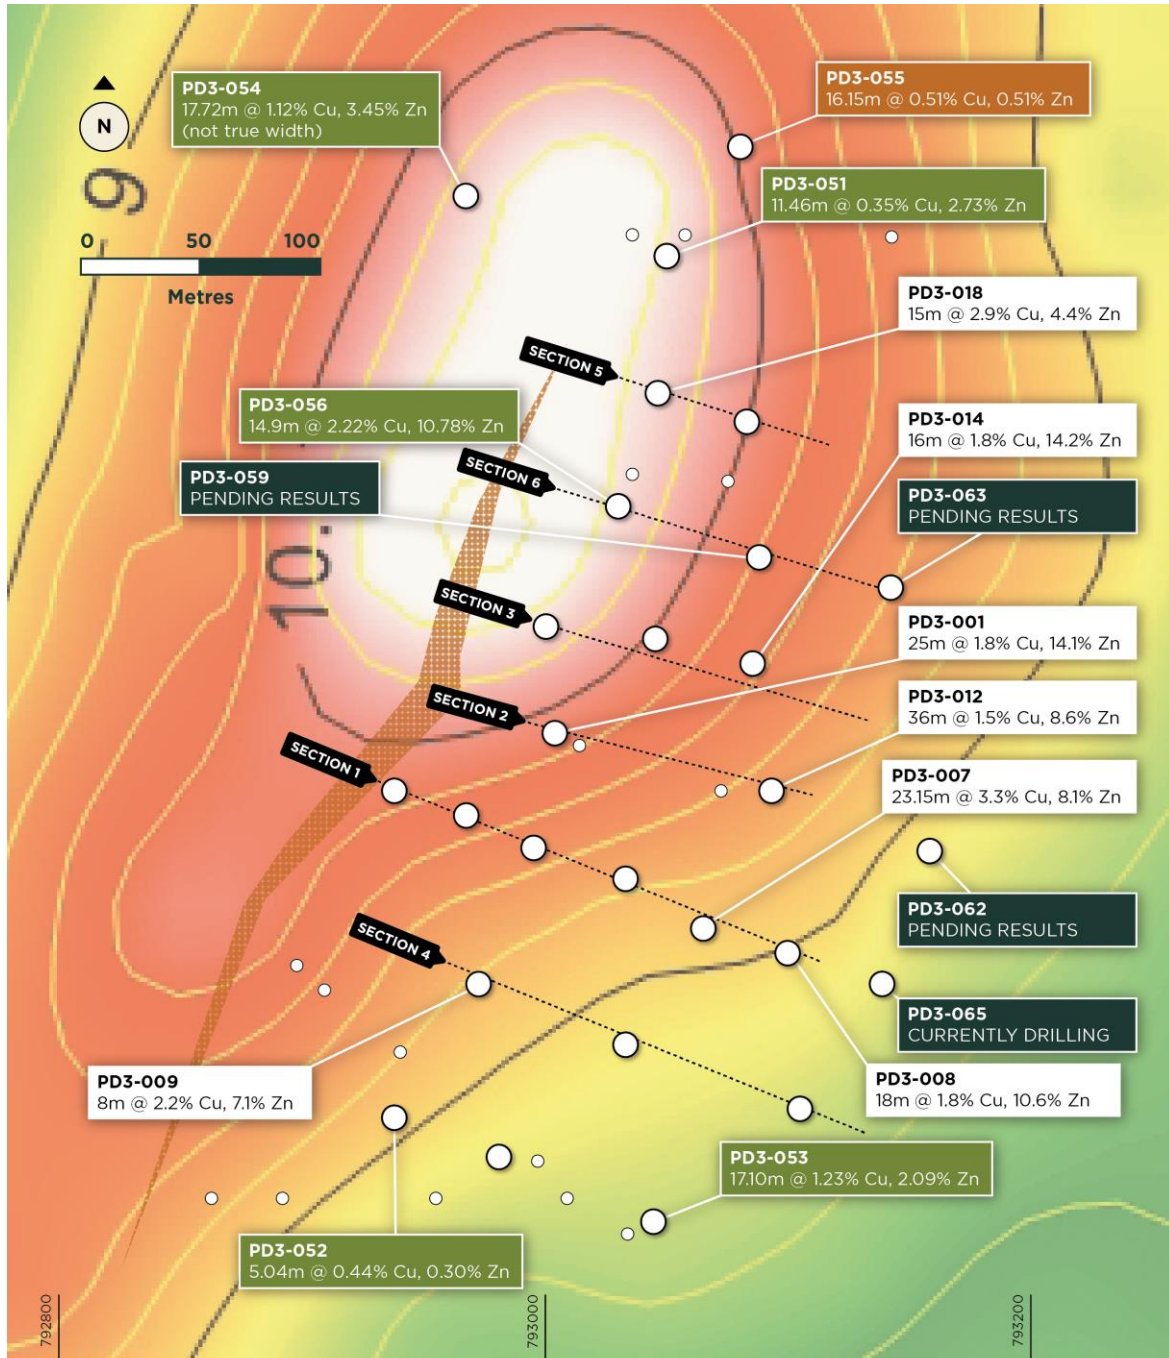 PD3-054
17.72m @ 1.12% Cu, 3.45% Zn
(not true width)
PD3-055
16.15m @ 0.51% Cu, 0.51% Zn
N
9
PD3-051
11.46m @ 0.35% Cu, 2.73% Zn
0 50 100
Metres
PD3-018
15m @ 2.9% Cu, 4.4% Zn
SECTION 5
PD3-056
14.9m @ 2.22% Cu, 10.78% Zn
PD3-014
16m @ 1.8% Cu, 14.2% Zn
SECTION 6
PD3-059
PENDING RESULTS
PD3-063
PENDING RESULTS
10.
SECTION 3
PD3-001
25m @ 1.8% Cu, 14.1% Zn
SECTION 2
PD3-012
36m @ 1.5% Cu, 8.6% Zn
SECTION 1
PD3-007
23.15m @ 3.3% Cu, 8.1% Zn
PD3-062
PENDING RESULTS
SECTION 4
PD3-065
CURRENTLY DRILLING
PD3-009
8m @ 2.2% Cu, 7.1% Zn
PD3-008
18m @ 1.8% Cu, 10.6% Zn
PD3-053
17.10m @ 1.23% Cu, 2.09% Zn
PD3-052
5.04m @ 0.44% Cu, 0.30% Zn
792800
793000
793200